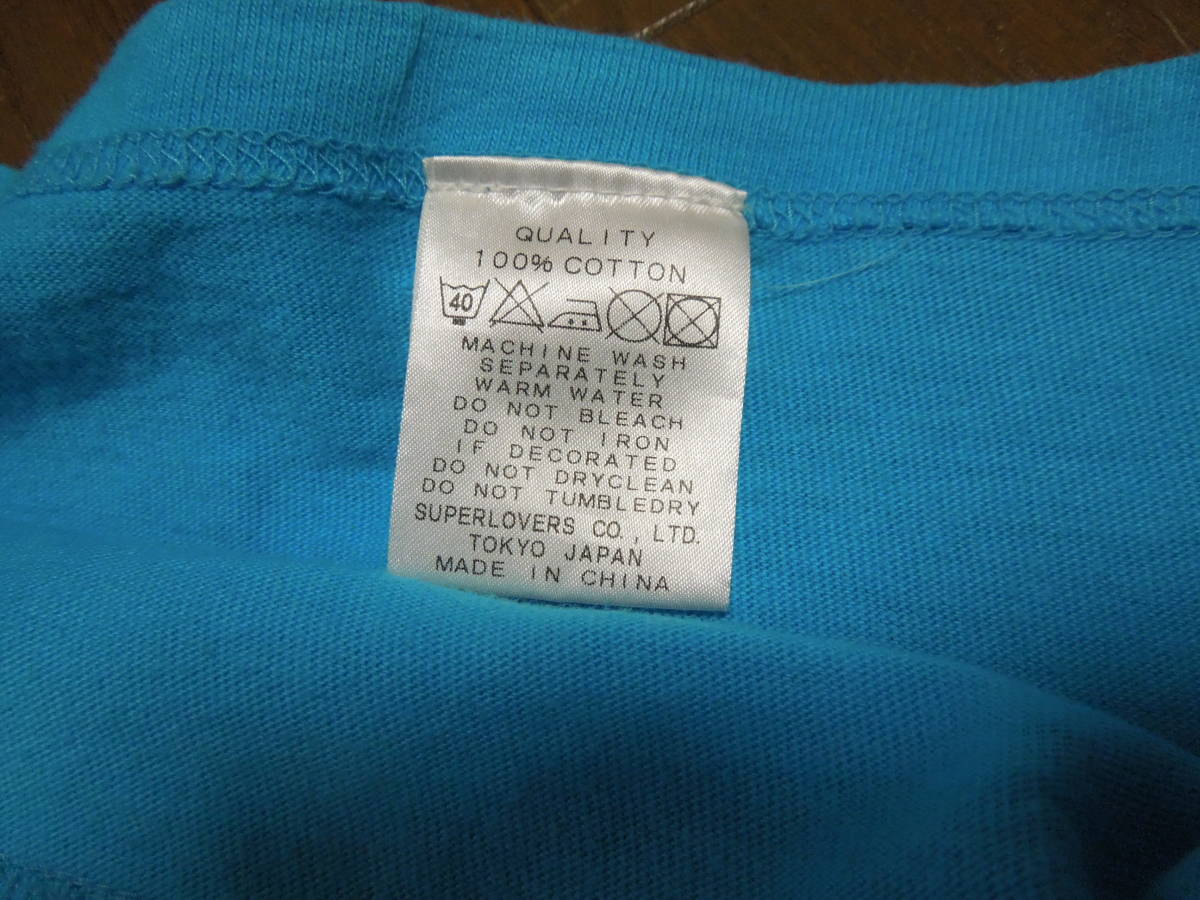 QUALITY
100% COTTON
40
MACHINE WASH
SEPARATELY
WARM WATER
DO NOT BLEACH
DO NOT IRON
IF DECORATED
DO NOT DRYCLEAN
DO NOT TUMBLEDRY
SUPERLOVERS CO., LTD.
TOKYO JAPAN
MADE IN CHINA